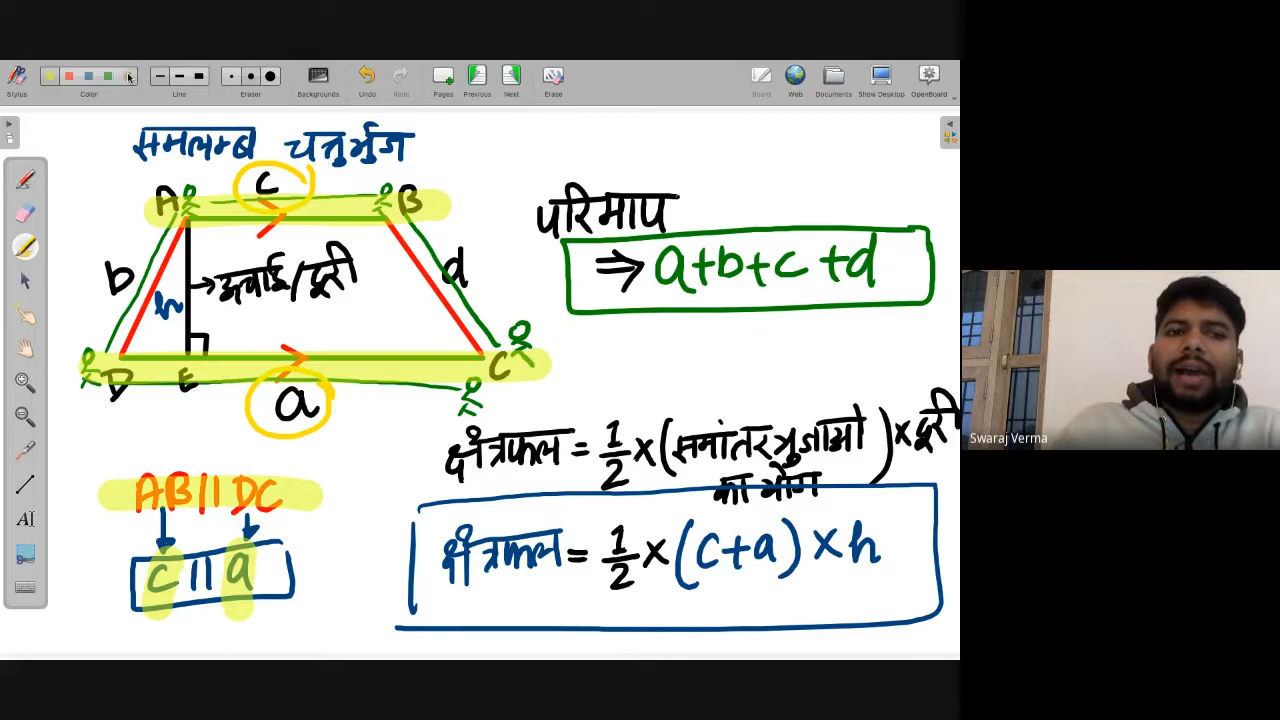 Stylus Color Line Eraser Backgrounds Undo Redo Pages Previous Next Erase Board Web Documents Show Desktop OpenBoard
समलम्ब चतुर्भुज
A c B
b h → ऊचाई/दूरी d
D E C
a
परिमाप
⇒ a+b+c+d
क्षेत्रफल = 1/2 × (समांतर भुजाओ का योग) × दूरी
AB || DC
c || a
क्षेत्रफल = 1/2 × (c+a) × h
Swaraj Verma